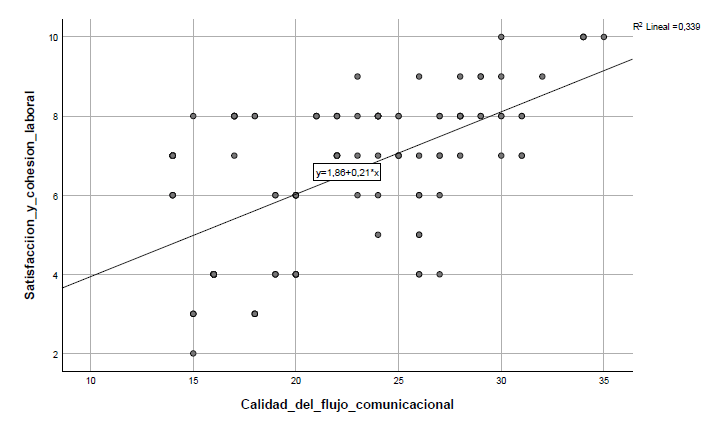 R² Lineal =0,339
10
8
6
4
2
Satisfacciion_y_cohesion_laboral
y=1,86+0,21*x
10 15 20 25 30 35
Calidad_del_flujo_comunicacional